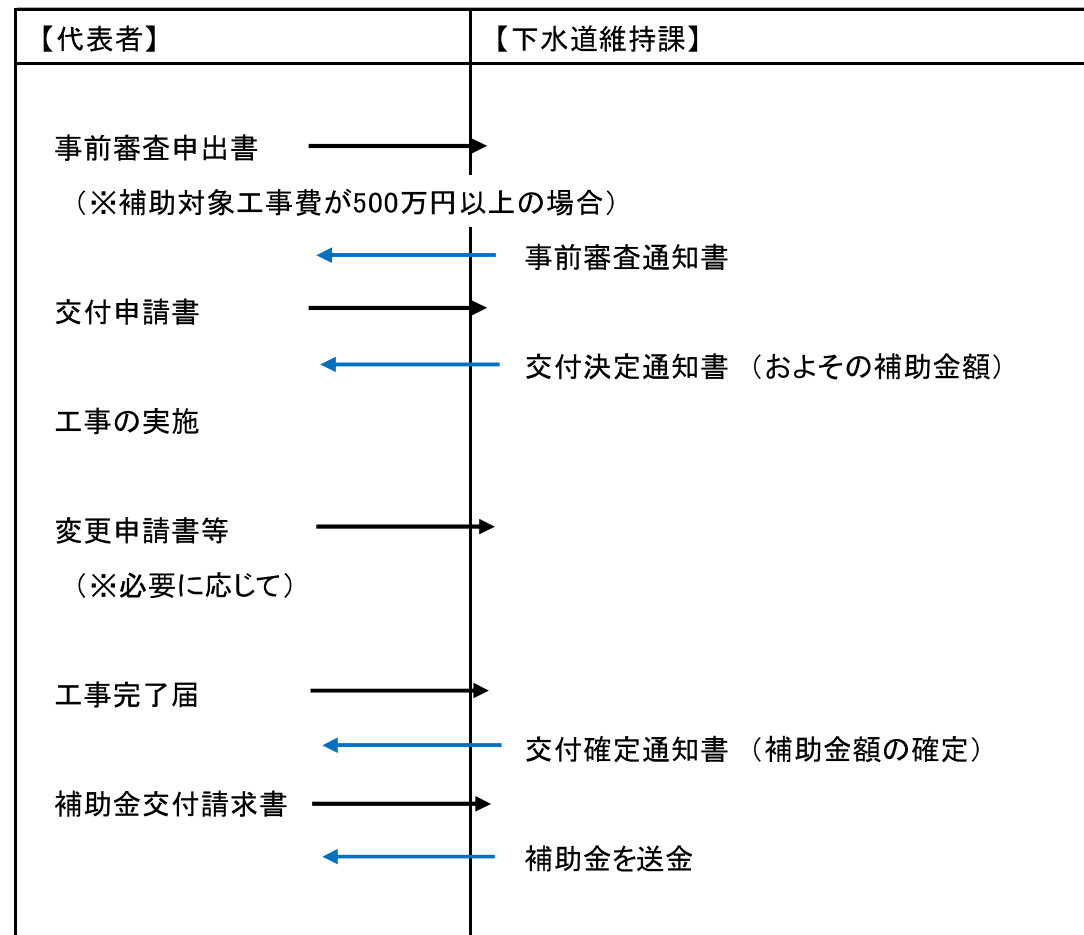 【代表者】
【下水道維持課】
事前審査申出書
（※補助対象工事費が500万円以上の場合）
事前審査通知書
交付申請書
交付決定通知書 （およその補助金額）
工事の実施
変更申請書等
（※必要に応じて）
工事完了届
交付確定通知書 （補助金額の確定）
補助金交付請求書
補助金を送金